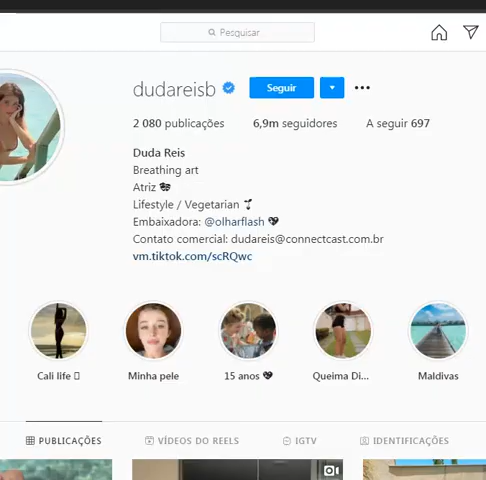 Pesquisar
dudareisb Seguir
2 080 publicações 6,9m seguidores A seguir 697
Duda Reis
Breathing art
Atriz
Lifestyle / Vegetarian
Embaixadora: @olharflash
Contato comercial: dudareis@connectcast.com.br
vm.tiktok.com/scRQwc
Cali life Minha pele 15 anos Queima Di... Maldivas
PUBLICAÇÕES VÍDEOS DO REELS IGTV IDENTIFICAÇÕES